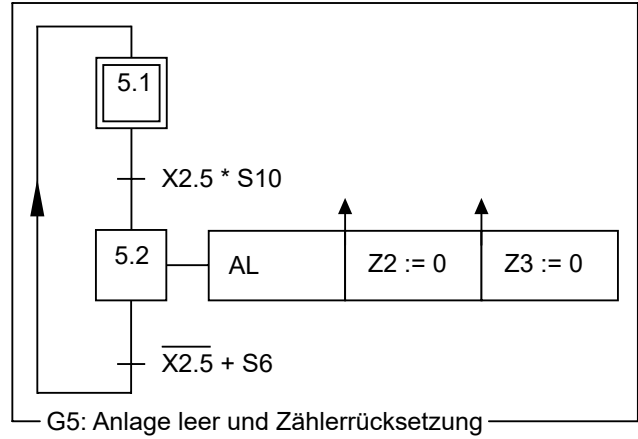 5.1
X2.5 * S10
5.2 AL Z2 := 0 Z3 := 0
X2.5 + S6
G5: Anlage leer und Zählerrücksetzung